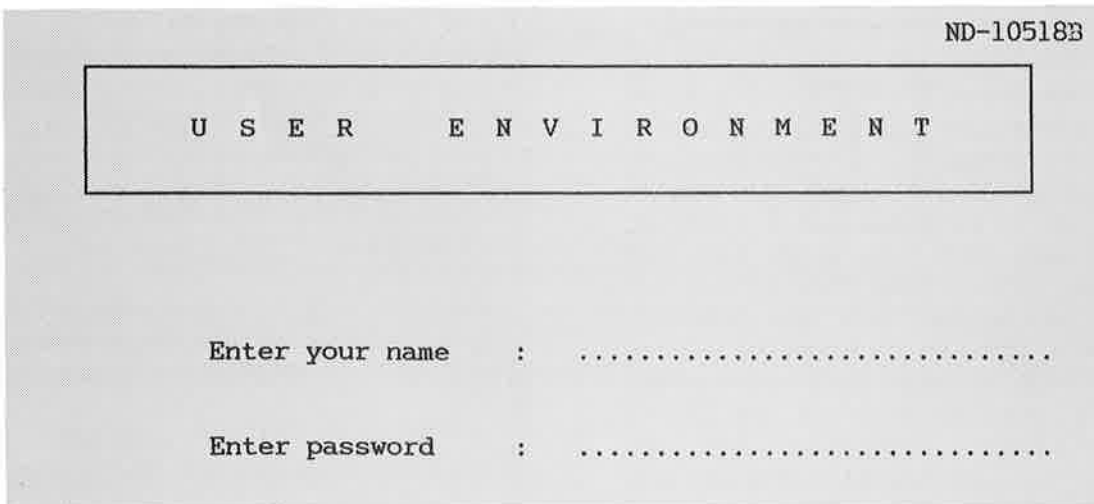 ND-10518B
U S E R   E N V I R O N M E N T
Enter your name : ...............................
Enter password : ...............................